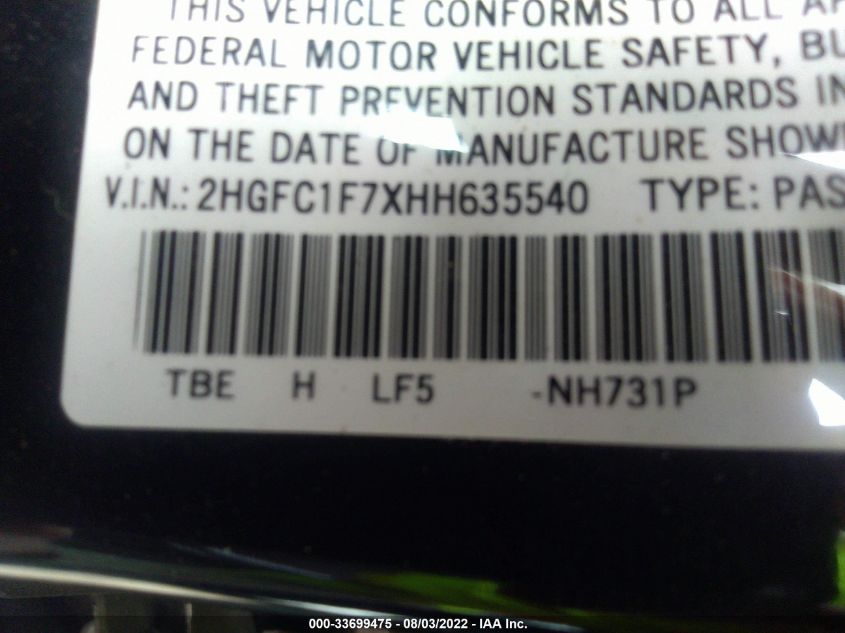 THIS VEHICLE CONFORMS TO ALL
FEDERAL MOTOR VEHICLE SAFETY,
AND THEFT PREVENTION STANDARDS
ON THE DATE OF MANUFACTURE
V.I.N.: 2HGFC1F7XHH635540 TYPE: PAS
TBE H LF5 -NH731P
000-33699475 - 08/03/2022 - IAA Inc.